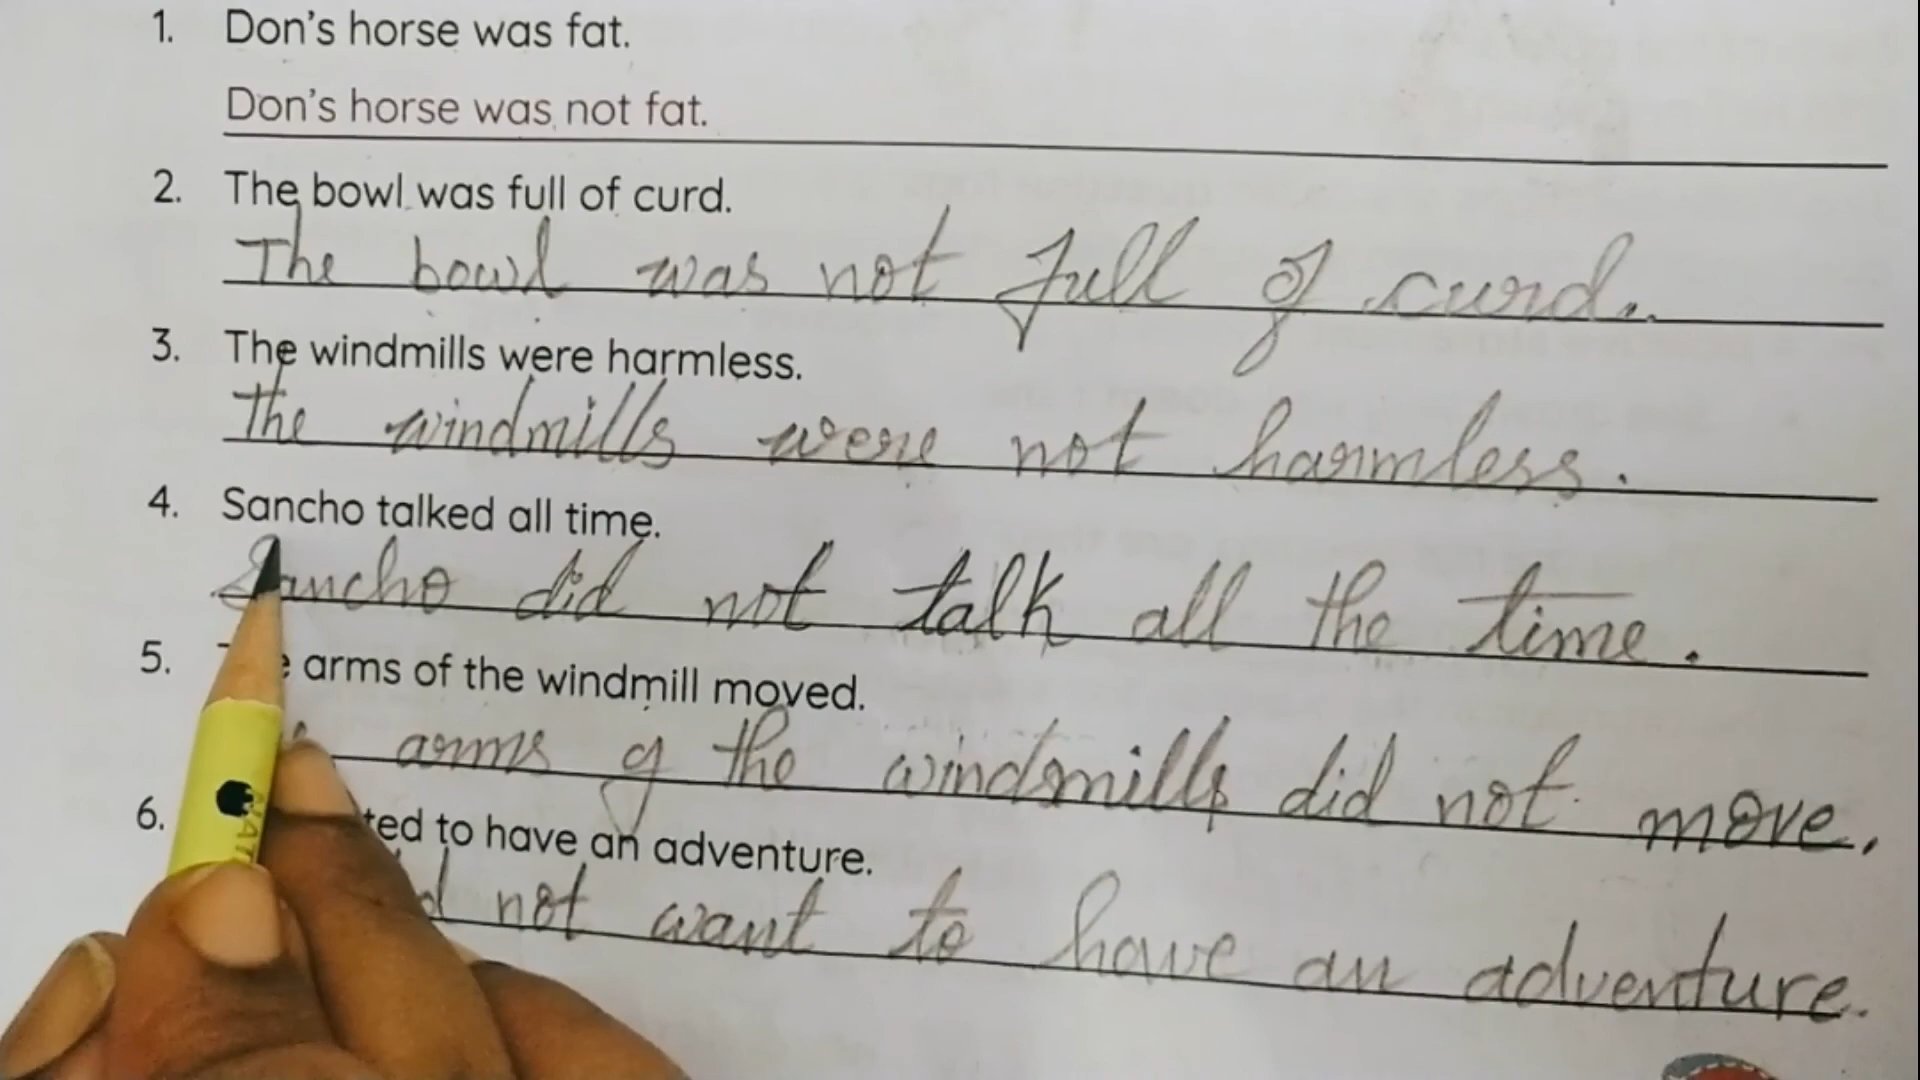 1. Don's horse was fat.
Don's horse was not fat.
2. The bowl was full of curd.
The bowl was not full of curd.
3. The windmills were harmless.
The windmills were not harmless.
4. Sancho talked all time.
Sancho did not talk all the time.
5. arms of the windmill moved.
arms of the windmills did not move.
6. to have an adventure.
not want to have an adventure.